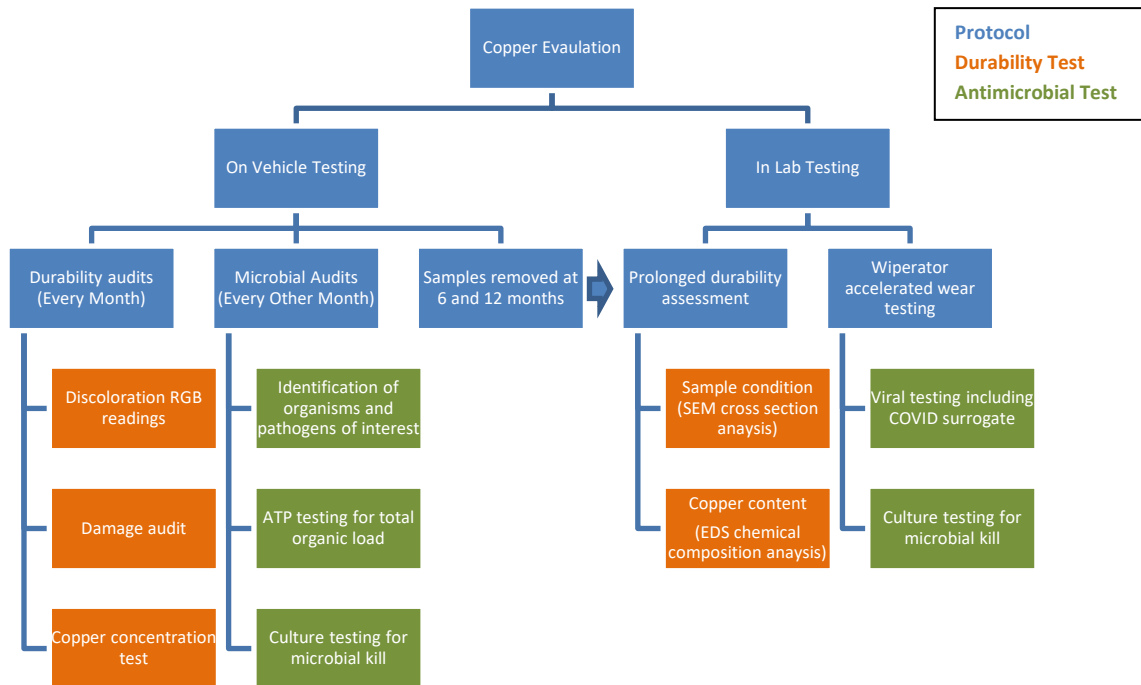 Copper Evaulation
Protocol
Durability Test
Antimicrobial Test
On Vehicle Testing
In Lab Testing
Durability audits
(Every Month)
Microbial Audits
(Every Other Month)
Samples removed at
6 and 12 months
Prolonged durability
assessment
Wiperator
accelerated wear
testing
Discoloration RGB
readings
Identification of
organisms and
pathogens of interest
Sample condition
(SEM cross section
anaysis)
Viral testing including
COVID surrogate
Damage audit
ATP testing for total
organic load
Copper content
(EDS chemical
composition anaysis)
Culture testing for
microbial kill
Copper concentration
test
Culture testing for
microbial kill